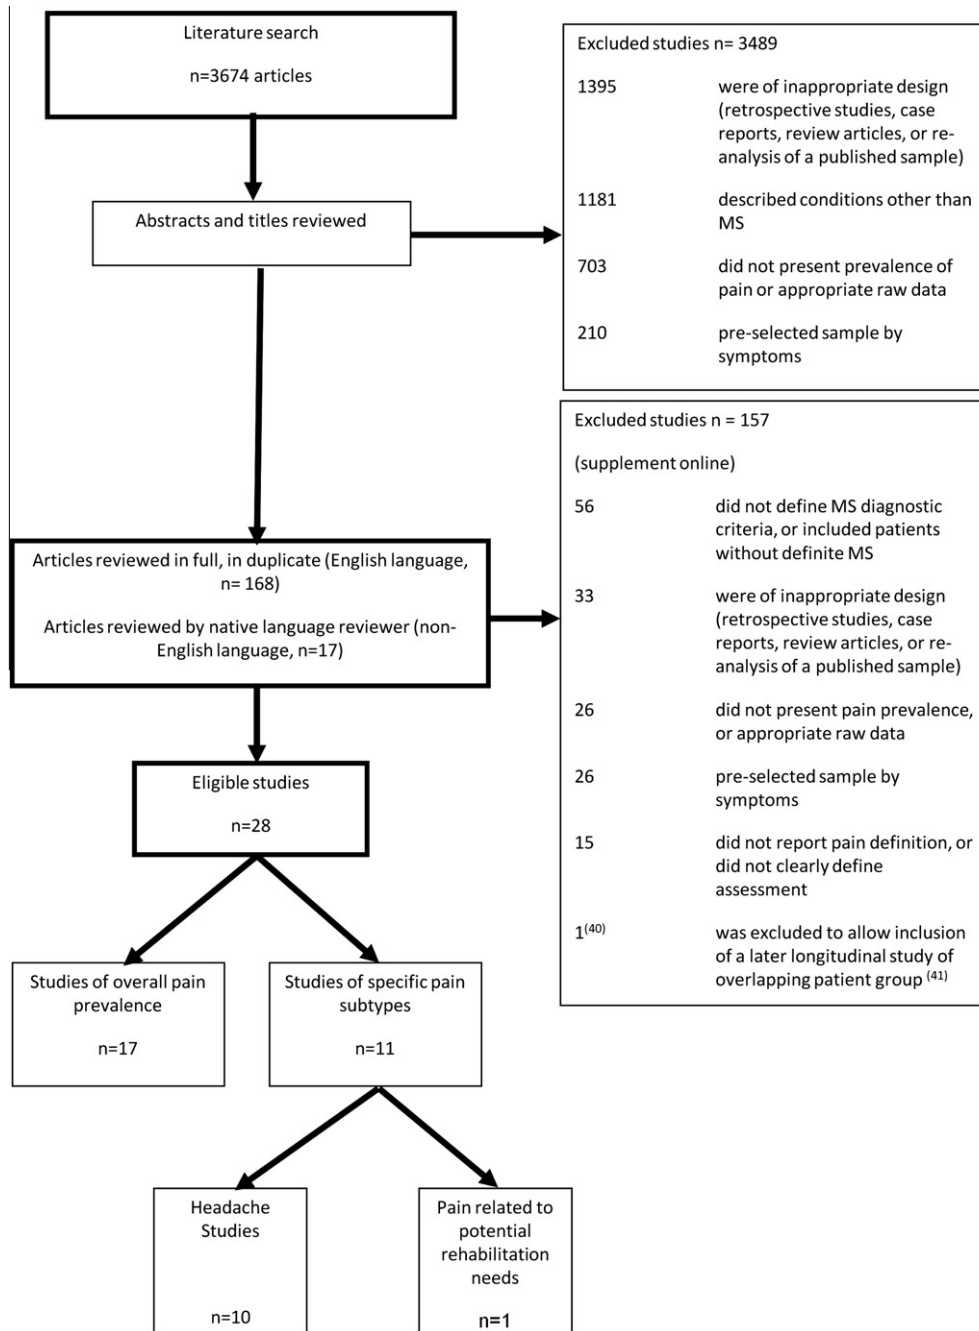 Literature search
n=3674 articles
Abstracts and titles reviewed
Excluded studies n= 3489
1395 were of inappropriate design
(retrospective studies, case
reports, review articles, or re-
analysis of a published sample)
1181 described conditions other than
MS
703 did not present prevalence of
pain or appropriate raw data
210 pre-selected sample by
symptoms
Articles reviewed in full, in duplicate (English language,
n= 168)
Articles reviewed by native language reviewer (non-
English language, n=17)
Excluded studies n = 157
(supplement online)
56 did not define MS diagnostic
criteria, or included patients
without definite MS
33 were of inappropriate design
(retrospective studies, case
reports, review articles, or re-
analysis of a published sample)
26 did not present pain prevalence,
or appropriate raw data
26 pre-selected sample by
symptoms
15 did not report pain definition, or
did not clearly define
assessment
1(40) was excluded to allow inclusion
of a later longitudinal study of
overlapping patient group (41)
Eligible studies
n=28
Studies of overall pain
prevalence
n=17
Studies of specific pain
subtypes
n=11
Headache
Studies
n=10
Pain related to
potential
rehabilitation
needs
n=1